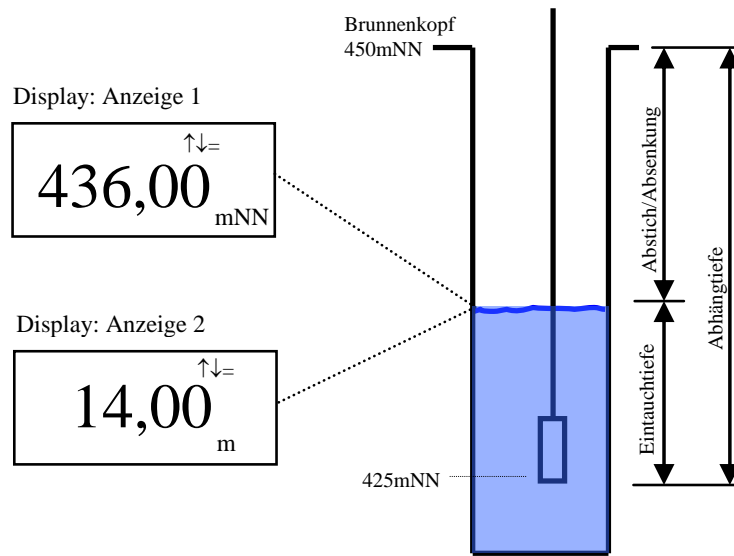 Brunnenkopf
450mNN
Display: Anzeige 1
↑↓=
436,00 mNN
Display: Anzeige 2
↑↓=
14,00 m
425mNN
Abstich/Absenkung
Eintauchtiefe
Abhängtiefe